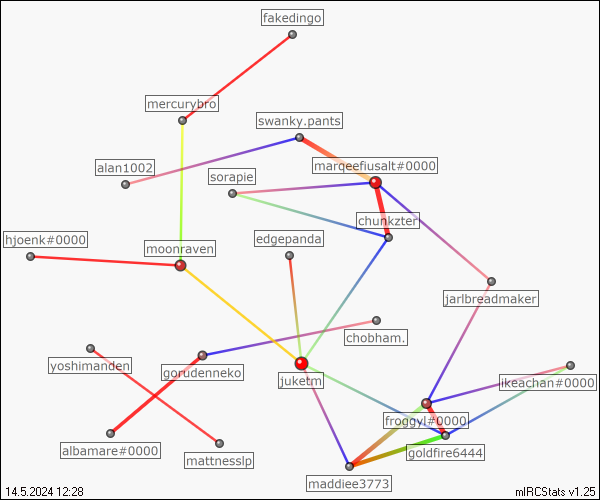 fakedingo
mercurybro
swanky.pants
alan1002
marqeefiusalt#0000
sorapie
chunkzter
hjoenk#0000
moonraven
edgepanda
jarlbreadmaker
chobham.
yoshimanden
gorudenneko
juketm
ikeachan#0000
froggyl#0000
albamare#0000
goldfire6444
mattnesslp
maddiee3773
14.5.2024 12:28
mIRCStats v1.25